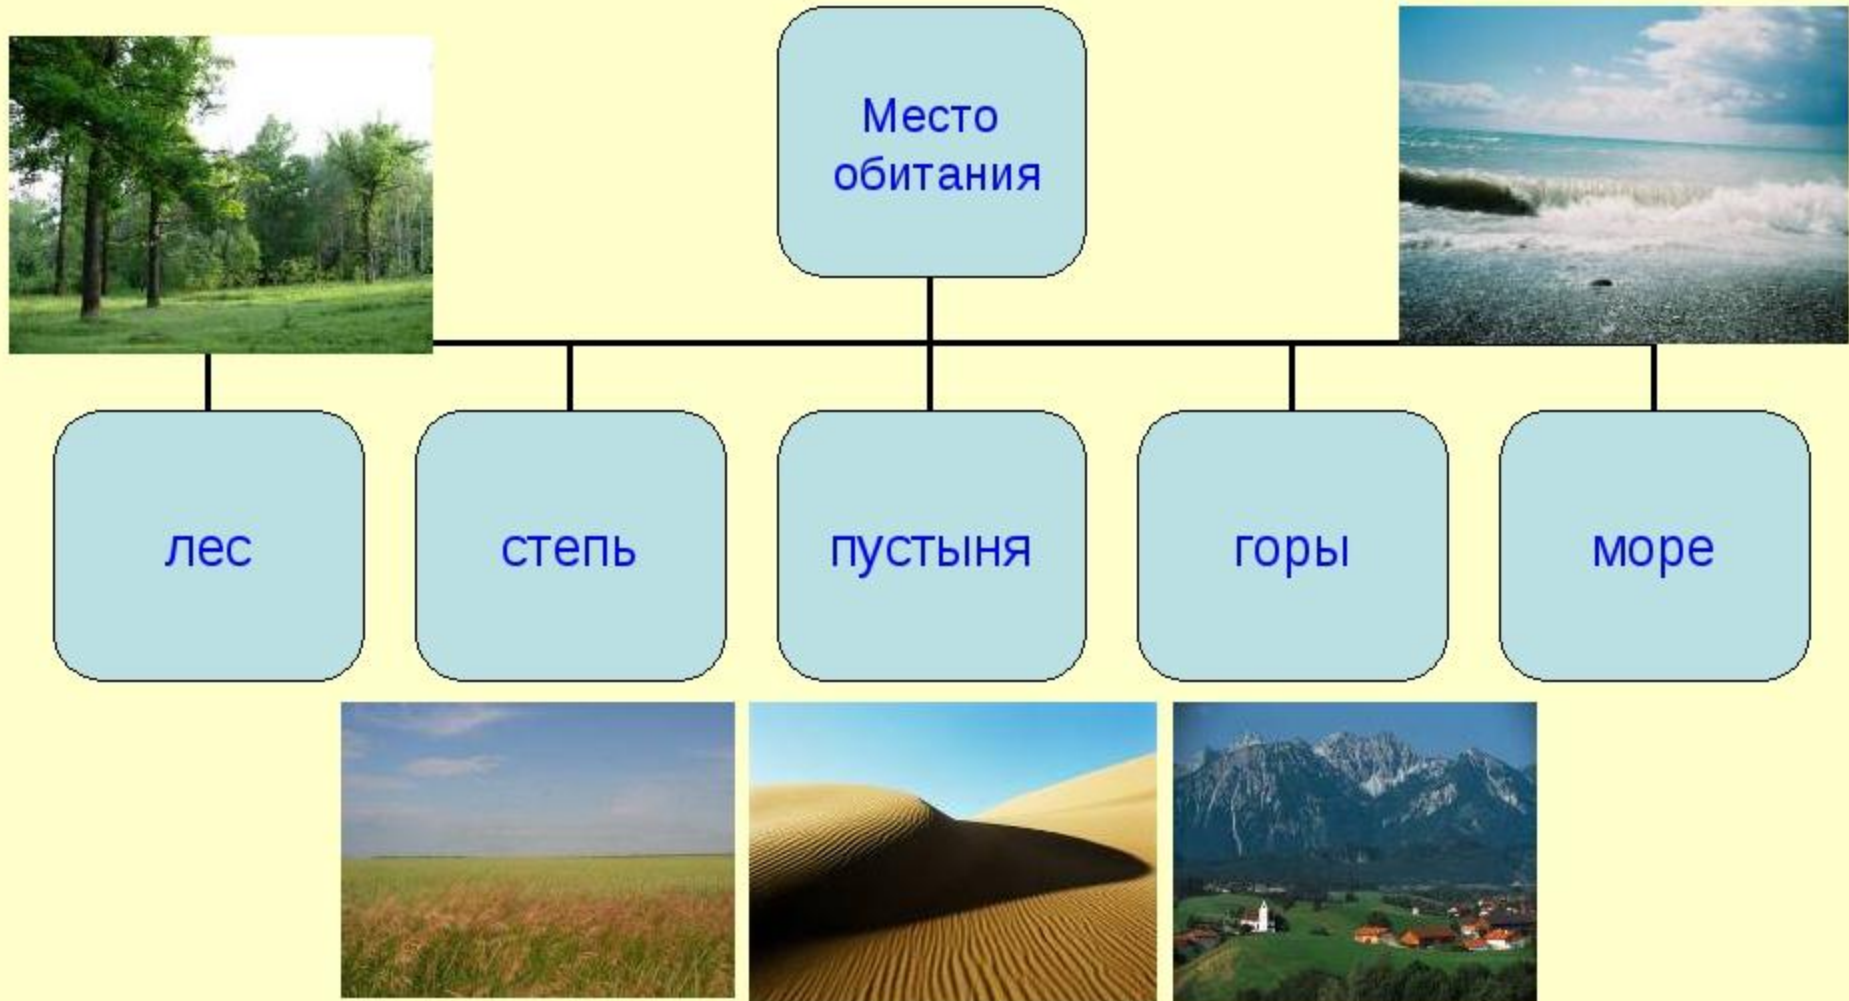 Место
обитания
лес
степь
пустыня
горы
море